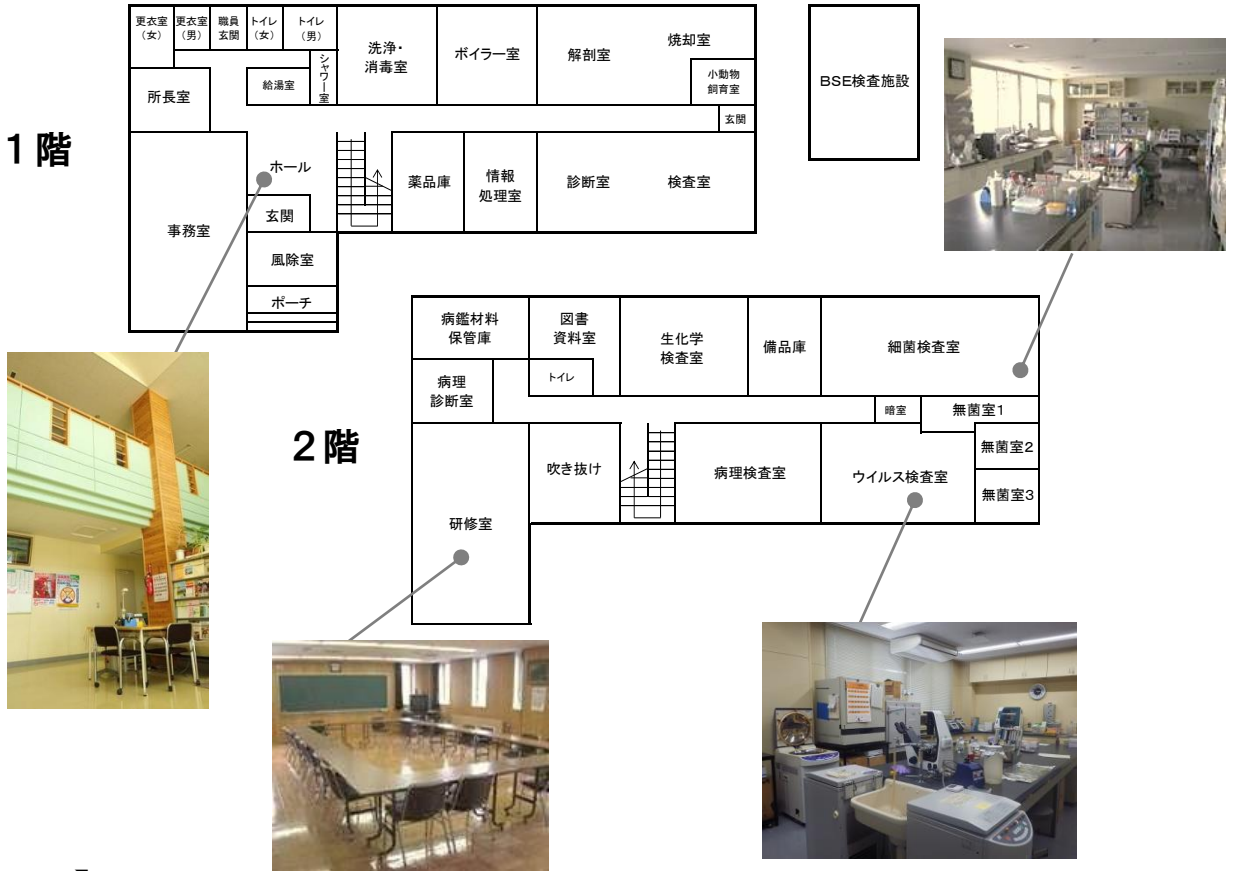 更衣室
（女）
更衣室
（男）
職員
玄関
トイレ
（女）
トイレ
（男）
シャワー室
洗浄・
消毒室
ボイラー室
解剖室
焼却室
小動物
飼育室
BSE検査施設
所長室
給湯室
玄関
1階
ホール
薬品庫
情報
処理室
診断室
検査室
玄関
事務室
風除室
ポーチ
病鑑材料
保管庫
図書
資料室
生化学
検査室
備品庫
細菌検査室
病理
診断室
トイレ
暗室
無菌室1
2階
吹き抜け
病理検査室
ウイルス検査室
無菌室2
無菌室3
研修室